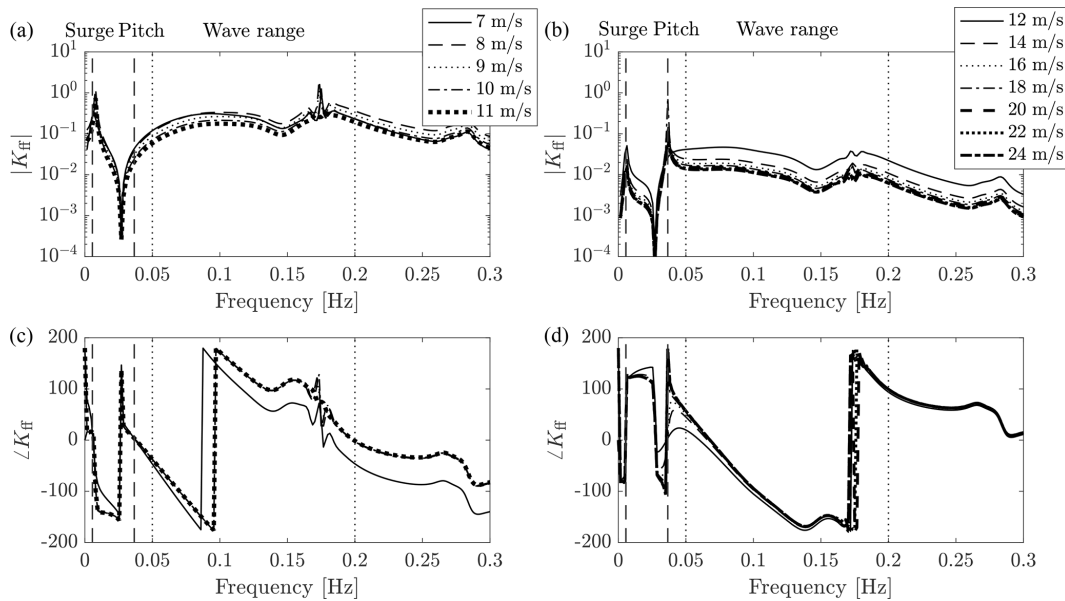 (a)
Surge Pitch
Wave range
7 m/s
8 m/s
9 m/s
10 m/s
11 m/s
10^1
10^0
10^-1
10^-2
10^-3
10^-4
|K_ff|
0
0.05
0.1
0.15
0.2
0.25
0.3
Frequency [Hz]
(b)
Surge Pitch
Wave range
12 m/s
14 m/s
16 m/s
18 m/s
20 m/s
22 m/s
24 m/s
10^1
10^0
10^-1
10^-2
10^-3
10^-4
|K_ff|
0
0.05
0.1
0.15
0.2
0.25
0.3
Frequency [Hz]
(c)
200
100
0
-100
-200
∠K_ff
0
0.05
0.1
0.15
0.2
0.25
0.3
Frequency [Hz]
(d)
200
100
0
-100
-200
∠K_ff
0
0.05
0.1
0.15
0.2
0.25
0.3
Frequency [Hz]